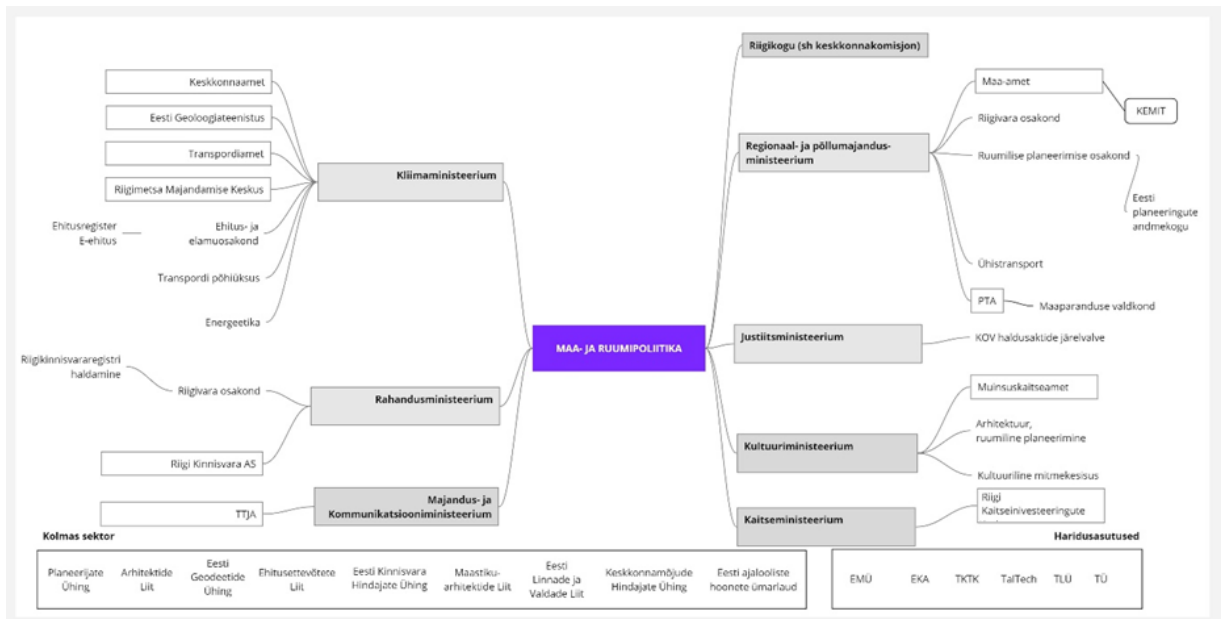 Riigikogu (sh keskkonnakomisjon)
Keskkonnaamet
Eesti Geoloogiateenistus
Transpordiamet
Riigimetsa Majandamise Keskus
Ehitusregister
E-ehitus
Ehitus- ja
elamuosakond
Transpordi põhiüksus
Energeetika
Kliimaministeerium
Regionaal- ja põllumajandus-
ministeerium
Maa-amet
KEMIT
Riigivara osakond
Ruumilise planeerimise osakond
Eesti
planeeringute
andmekogu
Ühistransport
PTA
Maaparanduse valdkond
MAA- JA RUUMIPOLIITIKA
Justiitsministeerium
KOV haldusaktide järelvalve
Riigikinnisvararegistri
haldamine
Riigivara osakond
Rahandusministeerium
Riigi Kinnisvara AS
Kultuuriministeerium
Muinsuskaitseamet
Arhitektuur,
ruumiline planeerimine
Kultuuriline mitmekesisus
TTJA
Majandus- ja
Kommunikatsiooniministeerium
Kaitseministeerium
Riigi
Kaitseinivesteeringute
Kolmas sektor
Planeerijate
Ühing
Arhitektide
Liit
Eesti
Geodeetide
Ühing
Ehitusettevõtete
Liit
Eesti Kinnisvara
Hindajate Ühing
Maastiku-
arhitektide Liit
Eesti
Linnade ja
Valdade Liit
Keskkonnamõjude
Hindajate Ühing
Eesti ajalooliste
hoonete ümarlaud
Haridusasutused
EMÜ
EKA
TKTK
TalTech
TLÜ
TÜ